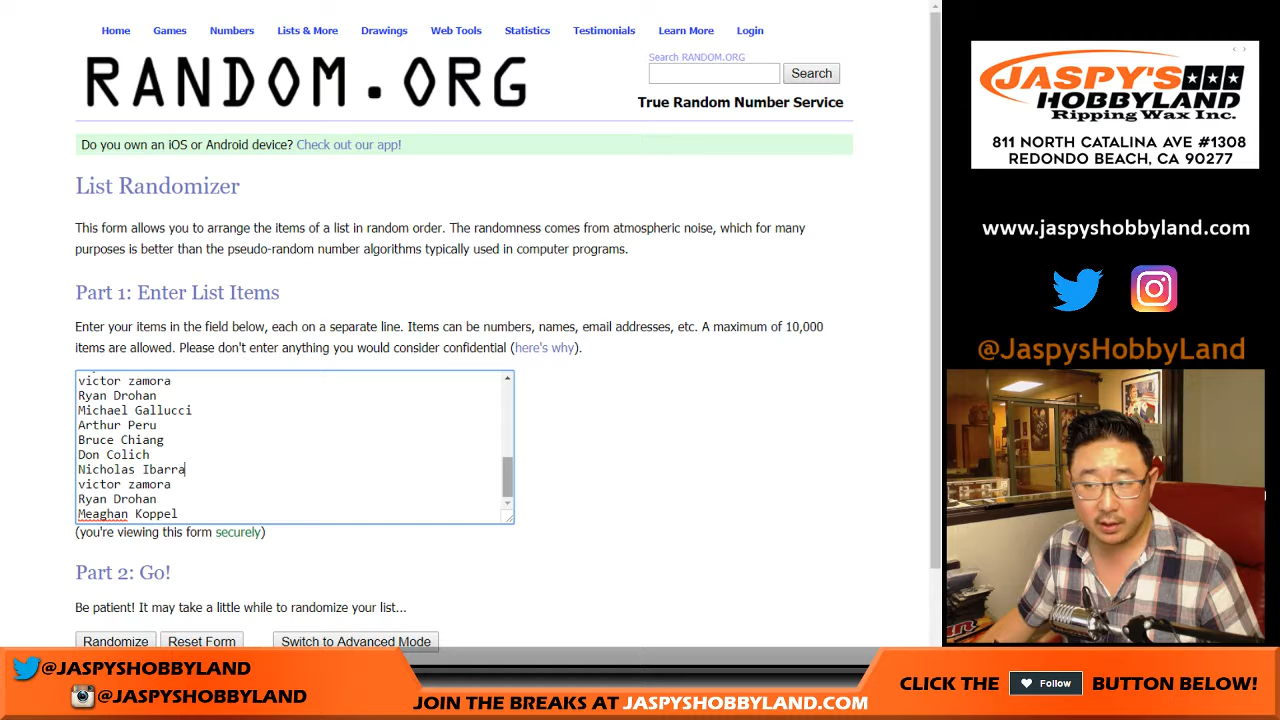 Home Games Numbers Lists & More Drawings Web Tools Statistics Testimonials Learn More Login
RANDOM.ORG
Search RANDOM.ORG
Search
True Random Number Service
Do you own an iOS or Android device? Check out our app!
List Randomizer
This form allows you to arrange the items of a list in random order. The randomness comes from atmospheric noise, which for many
purposes is better than the pseudo-random number algorithms typically used in computer programs.
Part 1: Enter List Items
Enter your items in the field below, each on a separate line. Items can be numbers, names, email addresses, etc. A maximum of 10,000
items are allowed. Please don't enter anything you would consider confidential (here's why).
victor zamora
Ryan Drohan
Michael Gallucci
Arthur Peru
Bruce Chiang
Don Colich
Nicholas Ibarra
victor zamora
Ryan Drohan
Meaghan Koppel
(you're viewing this form securely)
Part 2: Go!
Be patient! It may take a little while to randomize your list...
Randomize Reset Form Switch to Advanced Mode
JASPY'S
HOBBYLAND
Ripping Wax Inc.
811 NORTH CATALINA AVE #1308
REDONDO BEACH, CA 90277
www.jaspyshobbyland.com
@JaspysHobbyLand
@JASPYSHOBBYLAND
@JASPYSHOBBYLAND
JOIN THE BREAKS AT JASPYSHOBBYLAND.COM
CLICK THE Follow BUTTON BELOW!